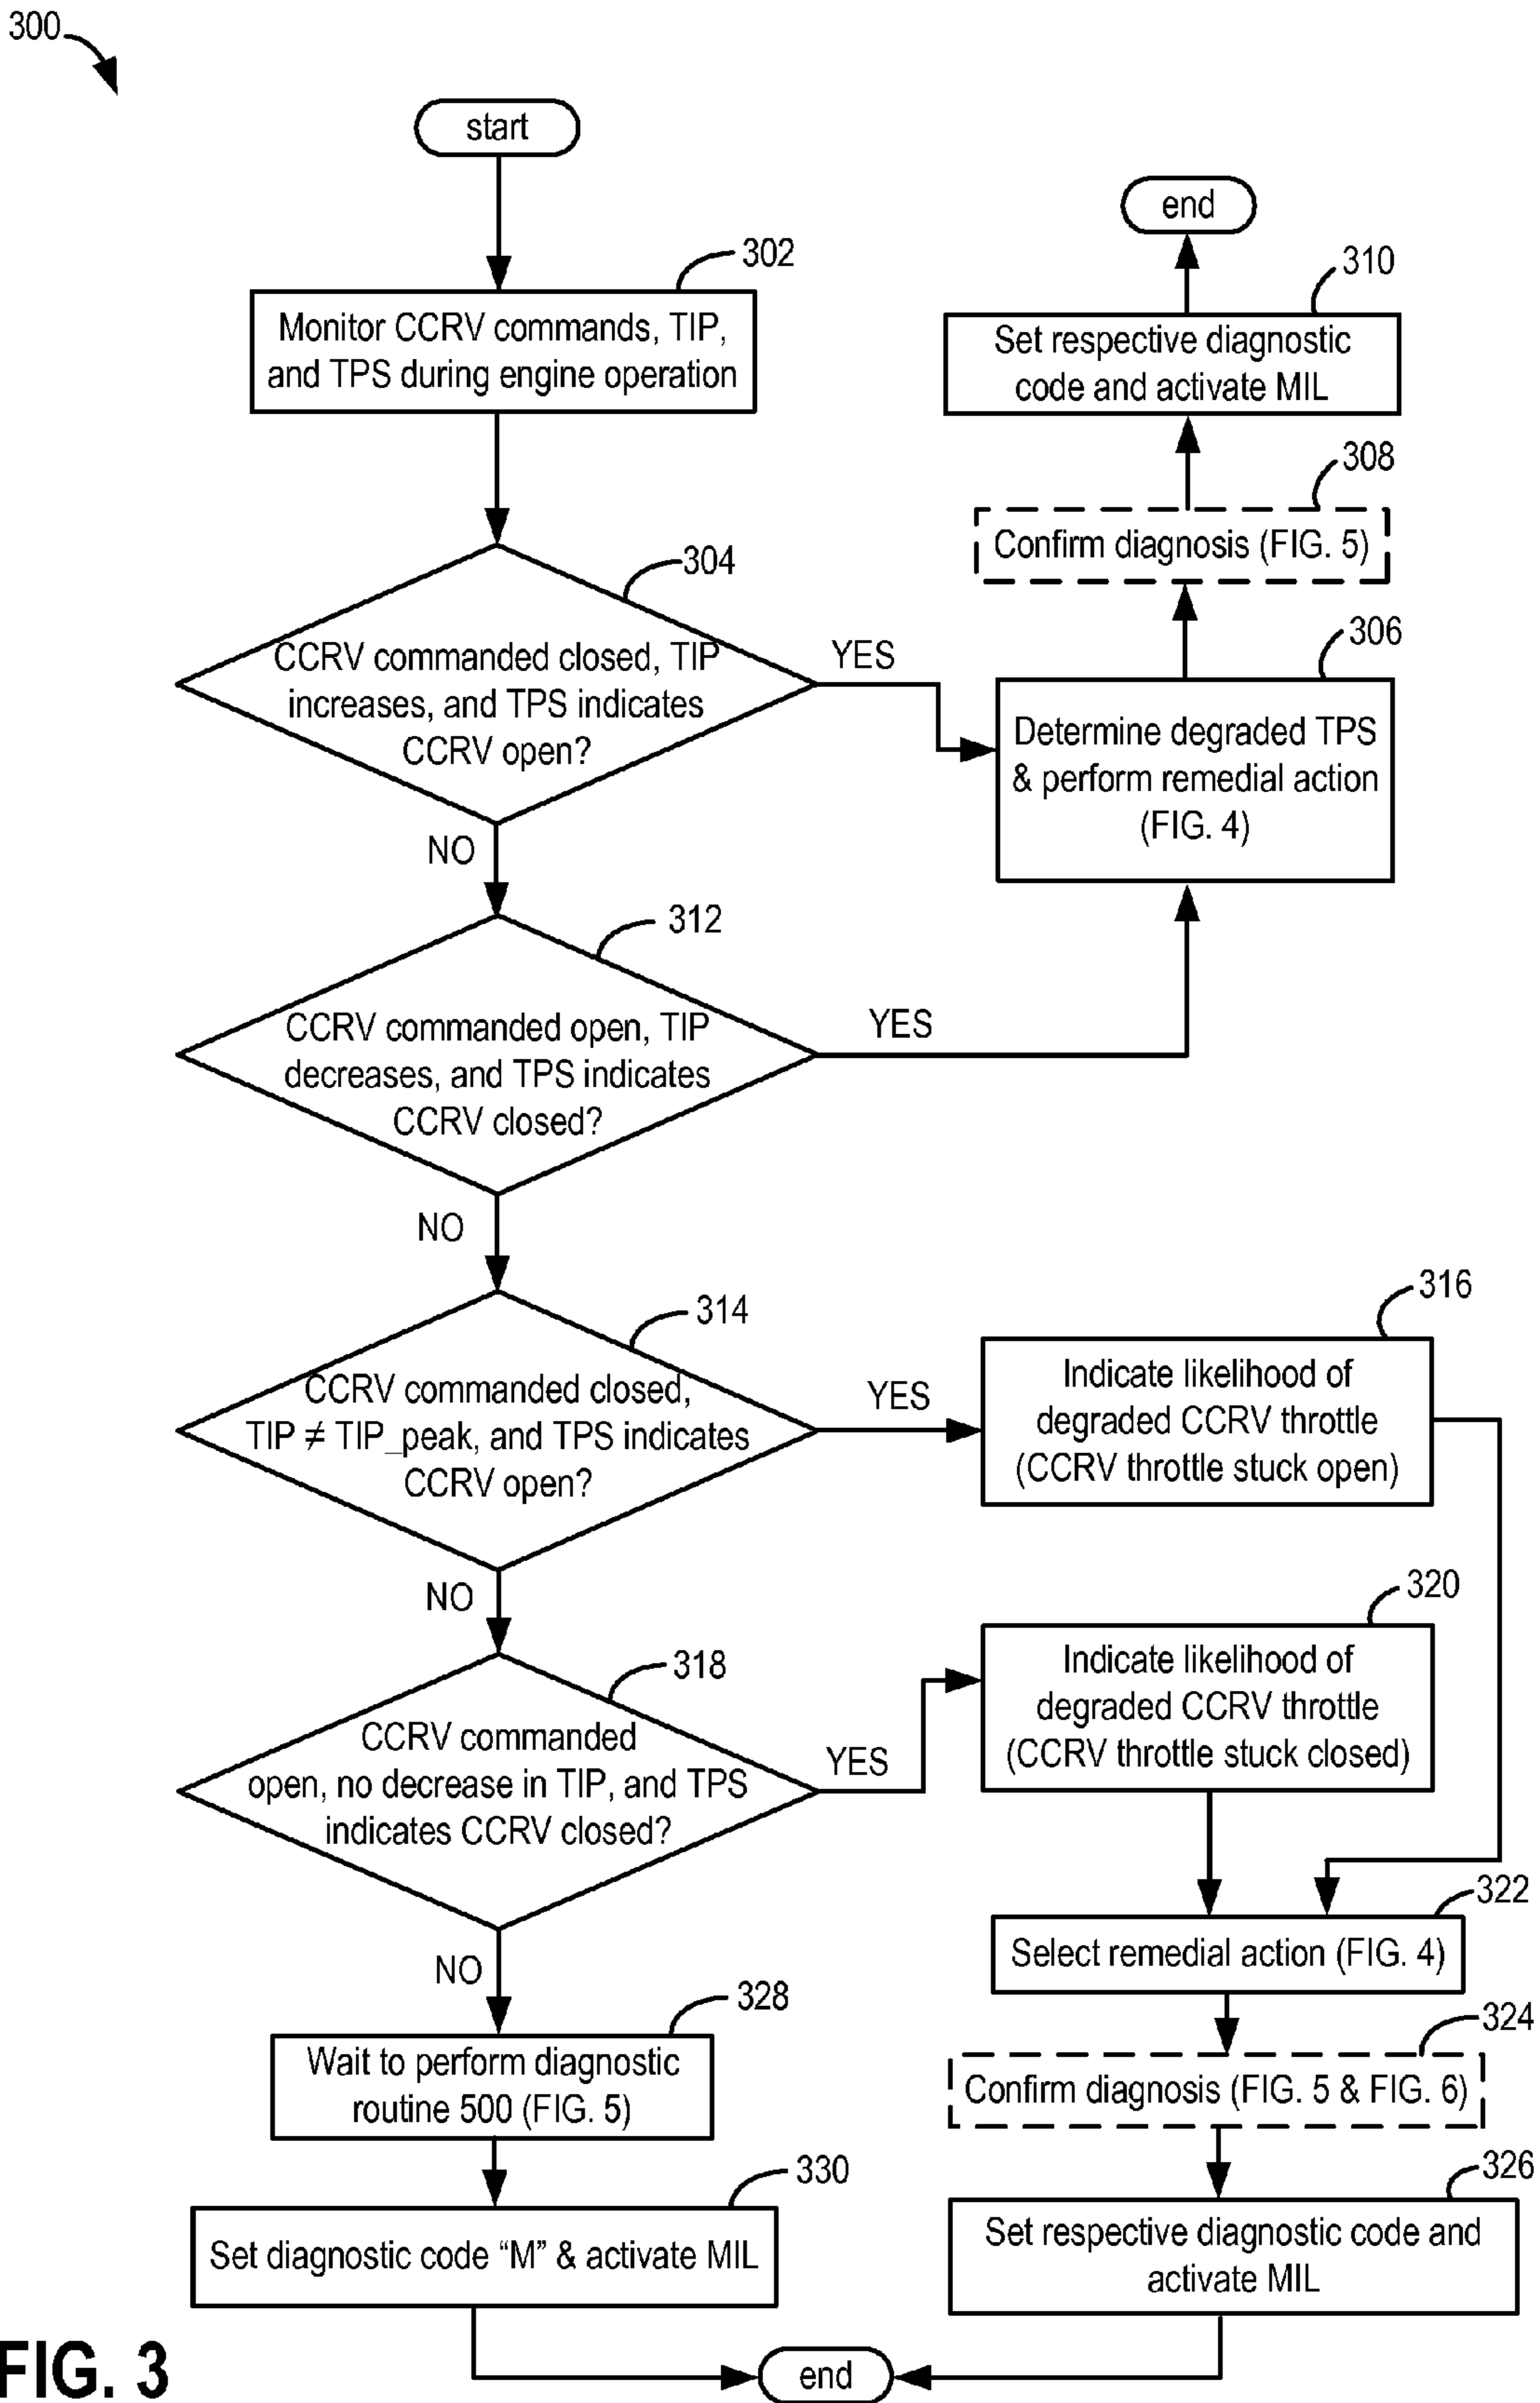 300
start
302
Monitor CCRV commands, TIP,
and TPS during engine operation
304
CCRV commanded closed, TIP
increases, and TPS indicates
CCRV open?
YES
NO
end
310
Set respective diagnostic
code and activate MIL
308
Confirm diagnosis (FIG. 5)
306
Determine degraded TPS
& perform remedial action
(FIG. 4)
312
CCRV commanded open, TIP
decreases, and TPS indicates
CCRV closed?
YES
NO
314
CCRV commanded closed,
TIP ≠ TIP_peak, and TPS indicates
CCRV open?
YES
NO
316
Indicate likelihood of
degraded CCRV throttle
(CCRV throttle stuck open)
318
CCRV commanded
open, no decrease in TIP, and TPS
indicates CCRV closed?
YES
NO
320
Indicate likelihood of
degraded CCRV throttle
(CCRV throttle stuck closed)
322
Select remedial action (FIG. 4)
324
Confirm diagnosis (FIG. 5 & FIG. 6)
326
Set respective diagnostic code and
activate MIL
328
Wait to perform diagnostic
routine 500 (FIG. 5)
330
Set diagnostic code “M” & activate MIL
end
FIG. 3